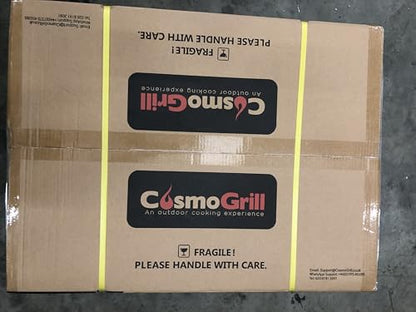 PLEASE HANDLE WITH CARE.
FRAGILE!
CosmoGrill
An outdoor cooking experience
CosmoGrill
An outdoor cooking experience
FRAGILE!
PLEASE HANDLE WITH CARE.